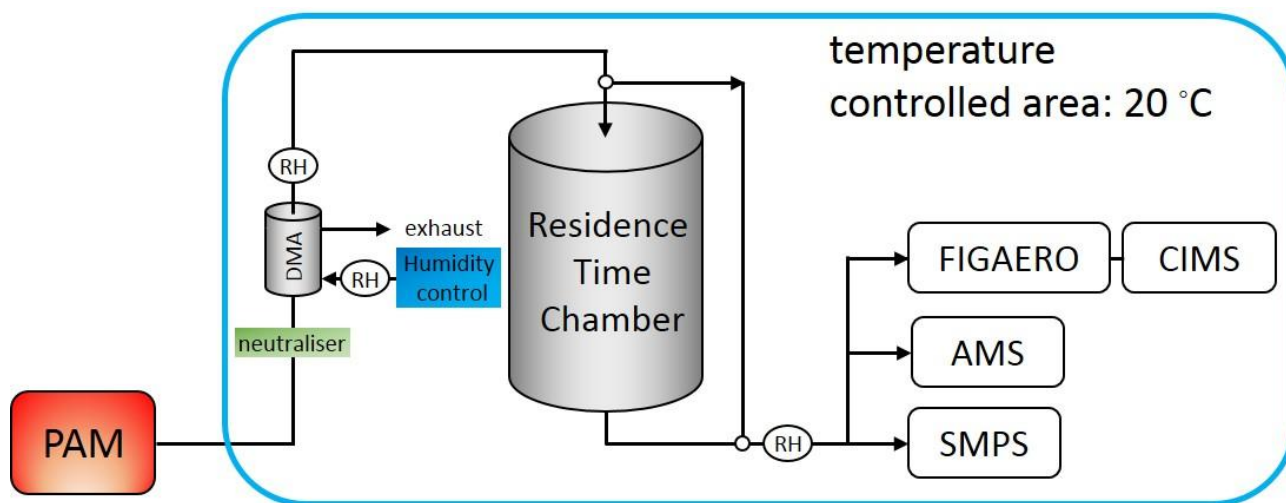 temperature
controlled area: 20 °C
RH
DMA
exhaust
RH
Humidity
control
neutraliser
PAM
Residence
Time
Chamber
RH
FIGAERO
CIMS
AMS
SMPS